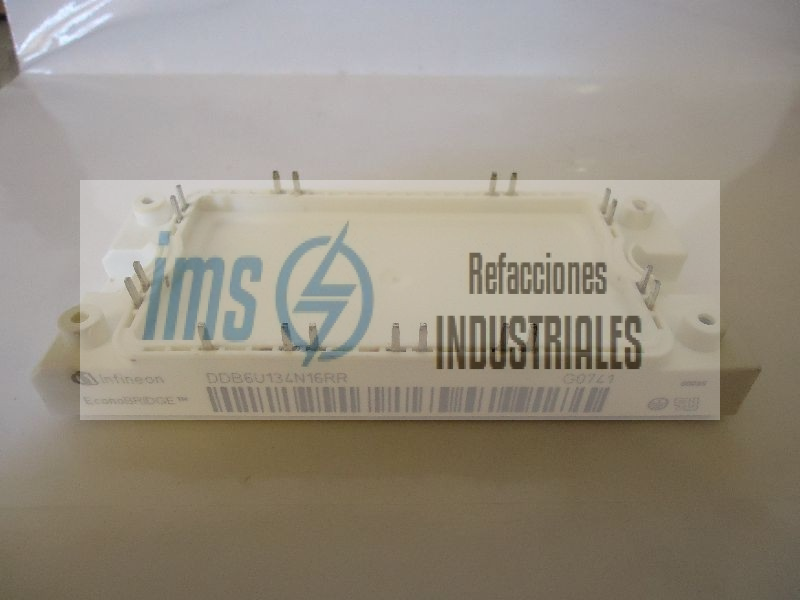 ims
Refacciones
INDUSTRIALES
infineon
DDB6U134N16RR
G0741
EconoBRIDGE™